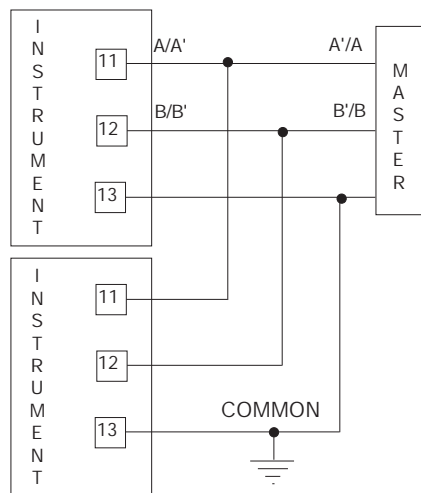 INSTRUMENT
11
A/A'
A'/A
12
B/B'
B'/B
13
MASTER
INSTRUMENT
11
12
13
COMMON